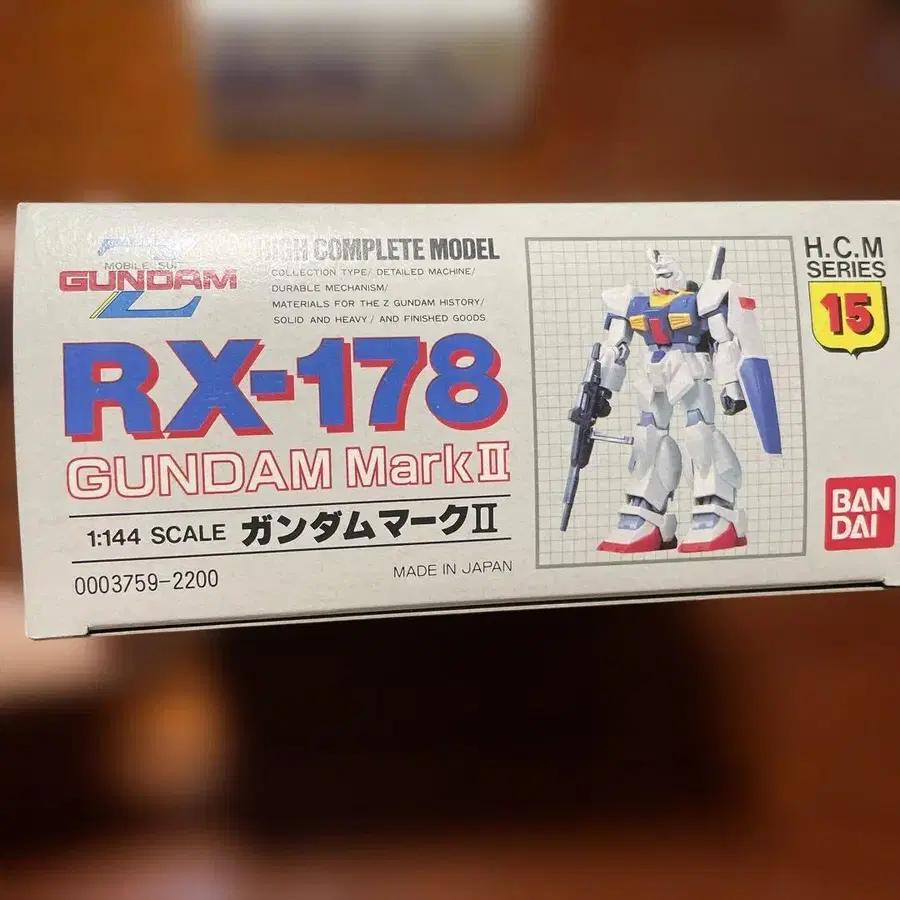 MOBILE SUIT
GUNDAM
HIGH COMPLETE MODEL
COLLECTION TYPE/ DETAILED MACHINE/
DURABLE MECHANISM/
MATERIALS FOR THE Z GUNDAM HISTORY/
SOLID AND HEAVY/ AND FINISHED GOODS
RX-178
GUNDAM MarkⅡ
1:144 SCALE ガンダムマークⅡ
0003759-2200
MADE IN JAPAN
H.C.M
SERIES
15
BAN
DAI